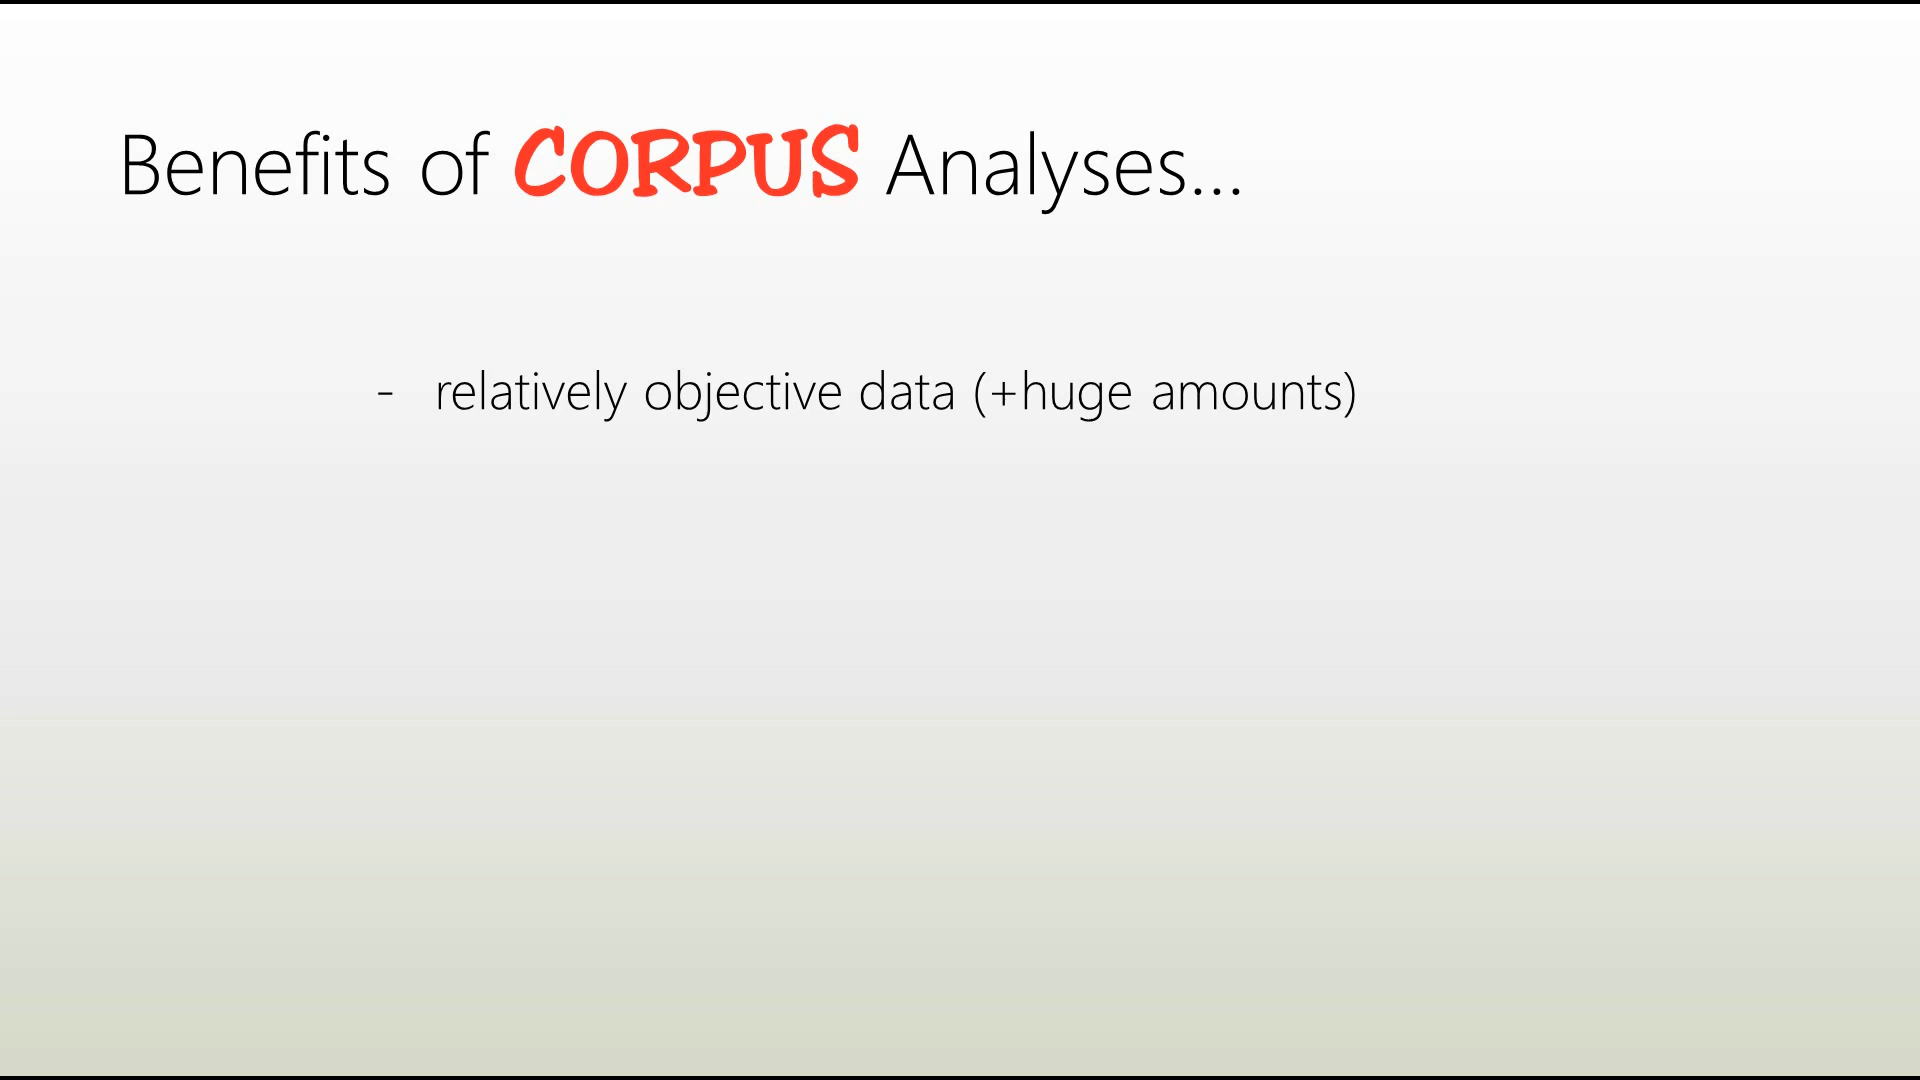 Benefits of CORPUS Analyses...
- relatively objective data (+huge amounts)